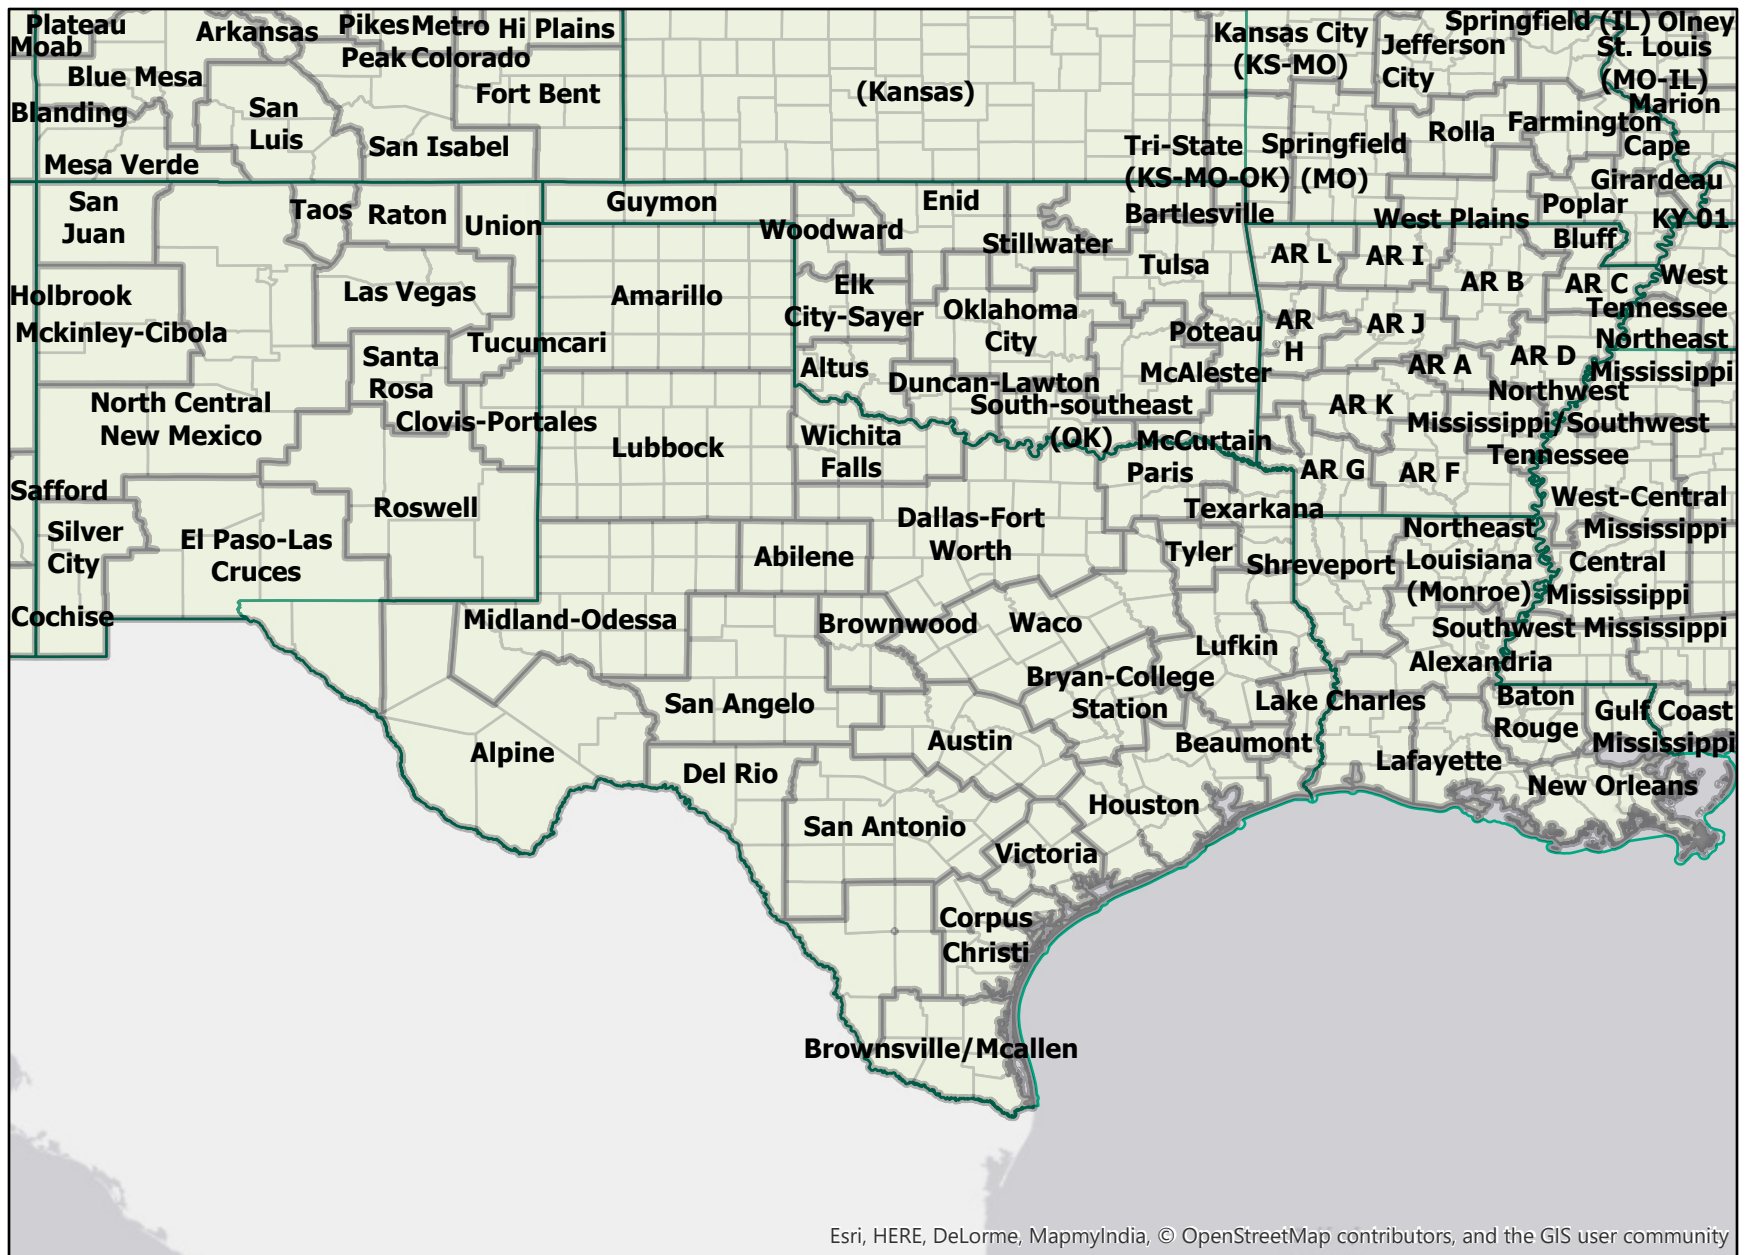 Plateau
Moab
Arkansas
Pikes
Peak
Metro
Colorado
Hi Plains
Blue Mesa
Fort Bent
Blanding
San
Luis
San Isabel
Mesa Verde
(Kansas)
Kansas City
(KS-MO)
Jefferson
City
Springfield (IL)
Olney
St. Louis
(MO-IL)
Marion
Farmington
Rolla
Cape
Girardeau
Tri-State
(KS-MO-OK)
Springfield
(MO)
Poplar
Bluff
West Plains
KY 01
San
Juan
Taos
Raton
Union
Guymon
Woodward
Enid
Stillwater
Bartlesville
Tulsa
AR L
AR I
AR B
AR C
West
Tennessee
Holbrook
Mckinley-Cibola
Las Vegas
Tucumcari
Amarillo
Elk
City-Sayer
Oklahoma
City
Poteau
AR
H
AR J
Northeast
Mississippi
Santa
Rosa
Altus
Duncan-Lawton
McAlester
AR A
AR D
North Central
New Mexico
Clovis-Portales
Lubbock
Wichita
Falls
South-southeast
(OK)
McCurtain
AR K
Northwest
Mississippi/Southwest
Tennessee
Paris
AR G
AR F
Safford
Silver
City
El Paso-Las
Cruces
Roswell
Abilene
Dallas-Fort
Worth
Texarkana
Tyler
Shreveport
Northeast
Louisiana
(Monroe)
West-Central
Mississippi
Central
Mississippi
Cochise
Midland-Odessa
Brownwood
Waco
Lufkin
Southwest Mississippi
Alexandria
San Angelo
Bryan-College
Station
Lake Charles
Baton
Rouge
Gulf Coast
Mississippi
Alpine
Del Rio
Austin
Beaumont
Lafayette
New Orleans
San Antonio
Houston
Victoria
Corpus
Christi
Brownsville/Mcallen
Esri, HERE, DeLorme, MapmyIndia, © OpenStreetMap contributors, and the GIS user community